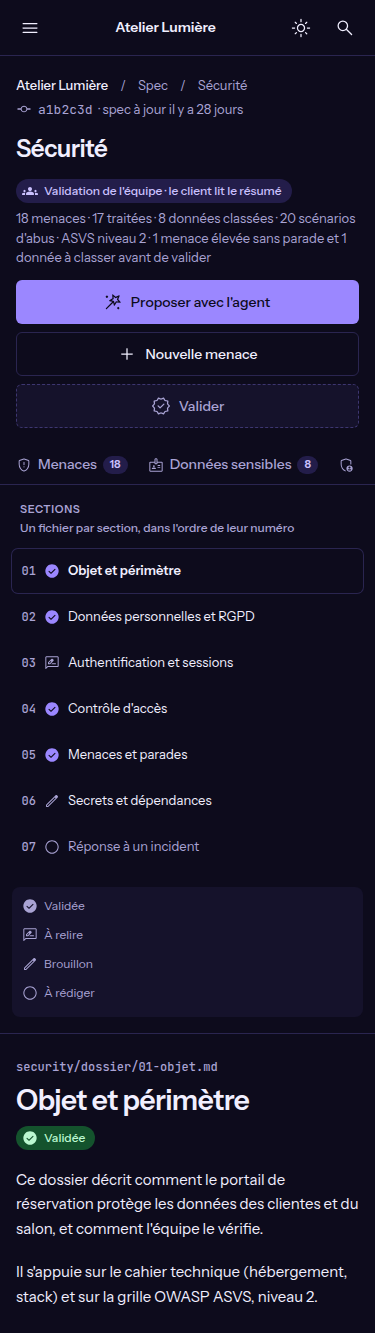 Atelier Lumière
Atelier Lumière / Spec / Sécurité
a1b2c3d · spec à jour il y a 28 jours
Sécurité
Validation de l'équipe · le client lit le résumé
18 menaces · 17 traitées · 8 données classées · 20 scénarios
d'abus · ASVS niveau 2 · 1 menace élevée sans parade et 1
donnée à classer avant de valider
Proposer avec l'agent
Nouvelle menace
Valider
Menaces 18 Données sensibles 8
SECTIONS
Un fichier par section, dans l'ordre de leur numéro
01 Objet et périmètre
02 Données personnelles et RGPD
03 Authentification et sessions
04 Contrôle d'accès
05 Menaces et parades
06 Secrets et dépendances
07 Réponse à un incident
Validée
À relire
Brouillon
À rédiger
security/dossier/01-objet.md
Objet et périmètre
Validée
Ce dossier décrit comment le portail de
réservation protège les données des clientes et du
salon, et comment l'équipe le vérifie.
Il s'appuie sur le cahier technique (hébergement,
stack) et sur la grille OWASP ASVS, niveau 2.